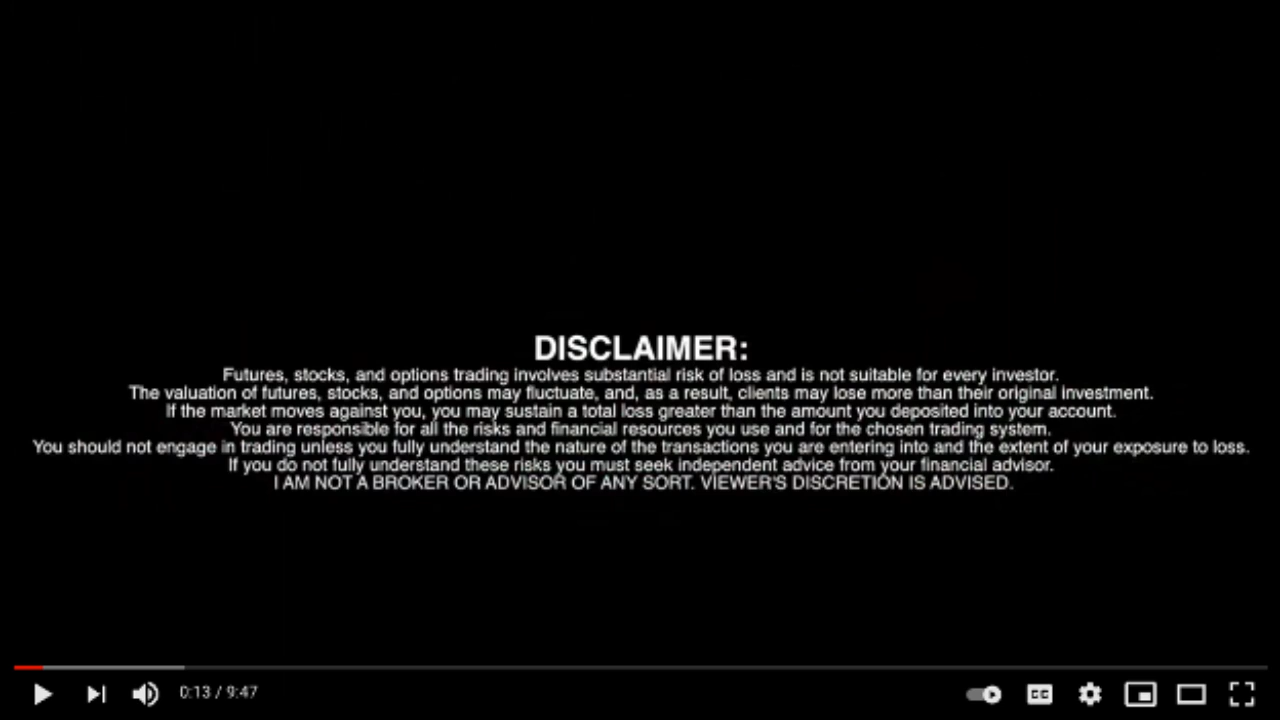 DISCLAIMER:
Futures, stocks, and options trading involves substantial risk of loss and is not suitable for every investor.
The valuation of futures, stocks, and options may fluctuate, and, as a result, clients may lose more than their original investment.
If the market moves against you, you may sustain a total loss greater than the amount you deposited into your account.
You are responsible for all the risks and financial resources you use and for the chosen trading system.
You should not engage in trading unless you fully understand the nature of the transactions you are entering into and the extent of your exposure to loss.
If you do not fully understand these risks you must seek independent advice from your financial advisor.
I AM NOT A BROKER OR ADVISOR OF ANY SORT. VIEWER'S DISCRETION IS ADVISED.
0:13 / 9:47
CC